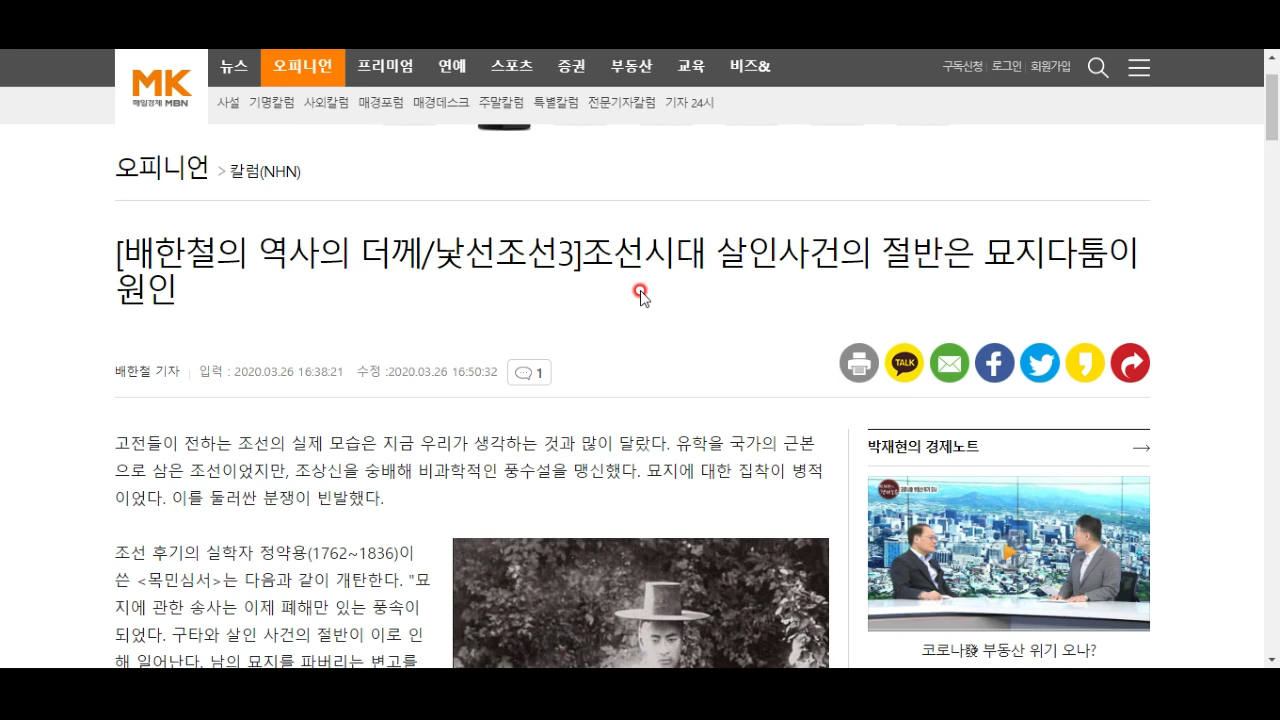 MK
매일경제 MBN
뉴스 오피니언 프리미엄 연예 스포츠 증권 부동산 교육 비즈&
구독신청 로그인 회원가입
사설 기명칼럼 사외칼럼 매경포럼 매경데스크 주말칼럼 특별칼럼 전문기자칼럼 기자 24시
오피니언 > 칼럼(NHN)
[배한철의 역사의 더께/낯선조선3]조선시대 살인사건의 절반은 묘지다툼이
원인
배한철 기자 입력 : 2020.03.26 16:38:21 수정 :2020.03.26 16:50:32 1
TALK
고전들이 전하는 조선의 실제 모습은 지금 우리가 생각하는 것과 많이 달랐다. 유학을 국가의 근본
으로 삼은 조선이었지만, 조상신을 숭배해 비과학적인 풍수설을 맹신했다. 묘지에 대한 집착이 병적
이었다. 이를 둘러싼 분쟁이 빈발했다.
조선 후기의 실학자 정약용(1762~1836)이
쓴 <목민심서>는 다음과 같이 개탄한다. "묘
지에 관한 송사는 이제 폐해만 있는 풍속이
되었다. 구타와 살인 사건의 절반이 이로 인
해 일어난다. 남의 묘지를 파버리는 변고를
박재현의 경제노트
코로나發 부동산 위기 오나?